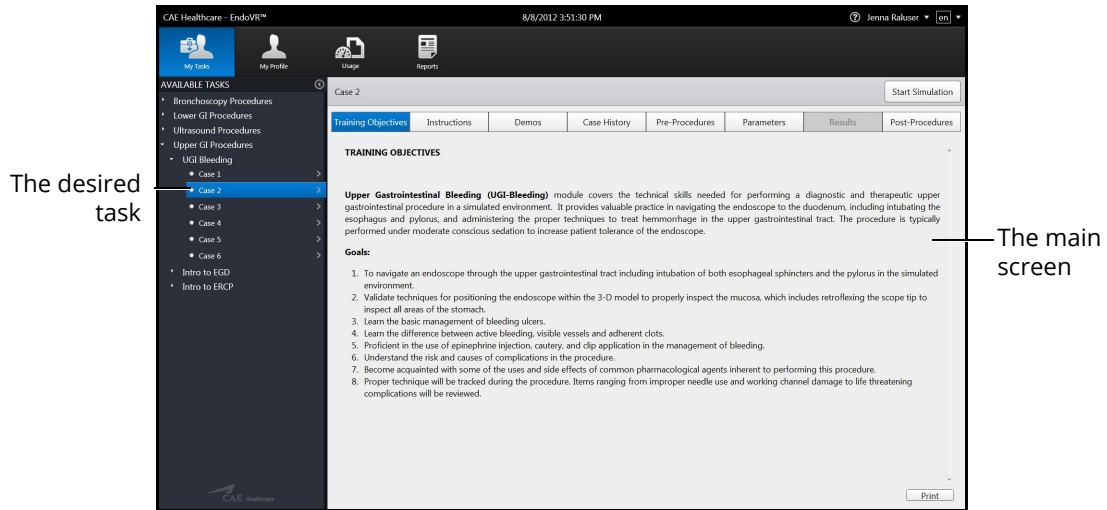 CAE Healthcare - EndoVR™
8/8/2012 3:51:30 PM
Jenna Raluser
en
My Tasks
My Profile
Usage
Reports
AVAILABLE TASKS
Bronchoscopy Procedures
Lower GI Procedures
Ultrasound Procedures
Upper GI Procedures
UGI Bleeding
Case 1
Case 2
Case 3
Case 4
Case 5
Case 6
Intro to EGD
Intro to ERCP
CAE Healthcare
The desired
task
Case 2
Start Simulation
Training Objectives
Instructions
Demos
Case History
Pre-Procedures
Parameters
Results
Post-Procedures
TRAINING OBJECTIVES
Upper Gastrointestinal Bleeding (UGI-Bleeding) module covers the technical skills needed for performing a diagnostic and therapeutic upper
gastrointestinal procedure in a simulated environment. It provides valuable practice in navigating the endoscope to the duodenum, including intubating the
esophagus and pylorus, and administering the proper techniques to treat hemmorrhage in the upper gastrointestinal tract. The procedure is typically
performed under moderate conscious sedation to increase patient tolerance of the endoscope.
Goals:
1. To navigate an endoscope through the upper gastrointestinal tract including intubation of both esophageal sphincters and the pylorus in the simulated
environment.
2. Validate techniques for positioning the endoscope within the 3-D model to properly inspect the mucosa, which includes retroflexing the scope tip to
inspect all areas of the stomach.
3. Learn the basic management of bleeding ulcers.
4. Learn the difference between active bleeding, visible vessels and adherent clots.
5. Proficient in the use of epinephrine injection, cautery, and clip application in the management of bleeding.
6. Understand the risk and causes of complications in the procedure.
7. Become acquainted with some of the uses and side effects of common pharmacological agents inherent to performing this procedure.
8. Proper technique will be tracked during the procedure. Items ranging from improper needle use and working channel damage to life threatening
complications will be reviewed.
Print
The main
screen